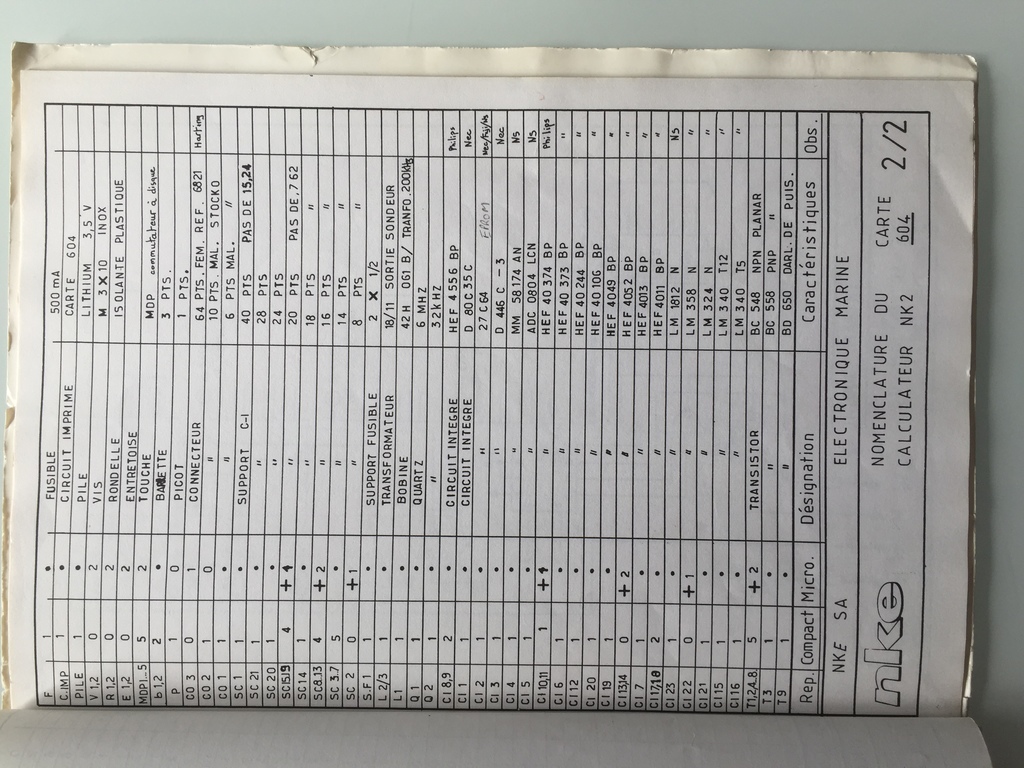 F 1 • FUSIBLE 500 mA
C.IMP 1 • CIRCUIT IMPRIME CARTE 604
PILE 1 • PILE LITHIUM 3,5 V
V 1,2 0 2 VIS M 3 X 10 INOX
R 1,2 0 2 RONDELLE ISOLANTE PLASTIQUE
E 1,2 0 2 ENTRETOISE
MDP1...5 5 2 TOUCHE MDP commutateur à disque
b 1,2 2 • BARRETTE 3 PTS.
P 1 0 PICOT 1 PTS.
CO 3 0 1 CONNECTEUR 64 PTS. FEM. REF. 6821 Harting
CO 2 1 0 " 10 PTS. MAL. STOCKO
CO 1 1 • " 6 PTS MAL. "
SC 1 1 • SUPPORT C-I 40 PTS PAS DE 15,24
SC 21 1 • " 28 PTS
SC 20 1 • " 24 PTS
SC15,19 4 + 1 " 20 PTS PAS DE,7 62
SC14 1 • " 18 PTS "
SC8..13 4 + 2 " 16 PTS "
SC 3..7 5 • " 14 PTS "
SC 2 0 + 1 " 8 PTS "
S.F 1 1 • SUPPORT FUSIBLE 2 X 1/2
L 2/3 1 • TRANSFORMATEUR 18/11 SORTIE SONDEUR
L1 1 • BOBINE 42 H 061 B/ TRANFO. 200kHz
Q 1 1 • QUARTZ 6 MHZ
Q 2 1 • " 32kHZ
CI 8,9 2 • CIRCUIT INTEGRE HEF 4556 BP Philips
CI 1 1 • CIRCUIT INTEGRE D 80C35C Nec
CI 2 1 • " 27 C64 EPROM Nec/Fuji/Ns
CI 3 1 • " D 446 C - 3 Nec
CI 4 1 • " MM 58174 AN NS
CI 5 1 • " ADC 0804 LCN NS
CI 10,11 1 + 1 " HEF 40 374 BP Philips
CI 6 1 • " HEF 40 373 BP "
CI 12 1 • " HEF 40 244 BP "
CI 20 1 • " HEF 40 106 BP "
CI 19 1 • " HEF 4049 BP "
CI 13,14 0 + 2 " HEF 4052 BP "
CI 7 1 • " HEF 4013 BP "
CI 17,18 2 • " HEF 4011 BP "
CI 23 1 • " LM 1812 N NS
CI 22 0 + 1 " LM 358 N "
CI 21 1 • " LM 324 N "
CI 15 1 • " LM 340 T12 "
CI 16 1 • " LM 340 T5 "
T1,2,4..8. 5 + 2 TRANSISTOR BC 548 NPN PLANAR
T 3 1 • " BC 558 PNP "
T 9 1 • " BD 650 DARL. DE PUIS.
Rep. Compact Micro. Désignation Caractéristiques Obs.
NKE SA ELECTRONIQUE MARINE
nke NOMENCLATURE DU CARTE 2/2
CALCULATEUR NK2 604